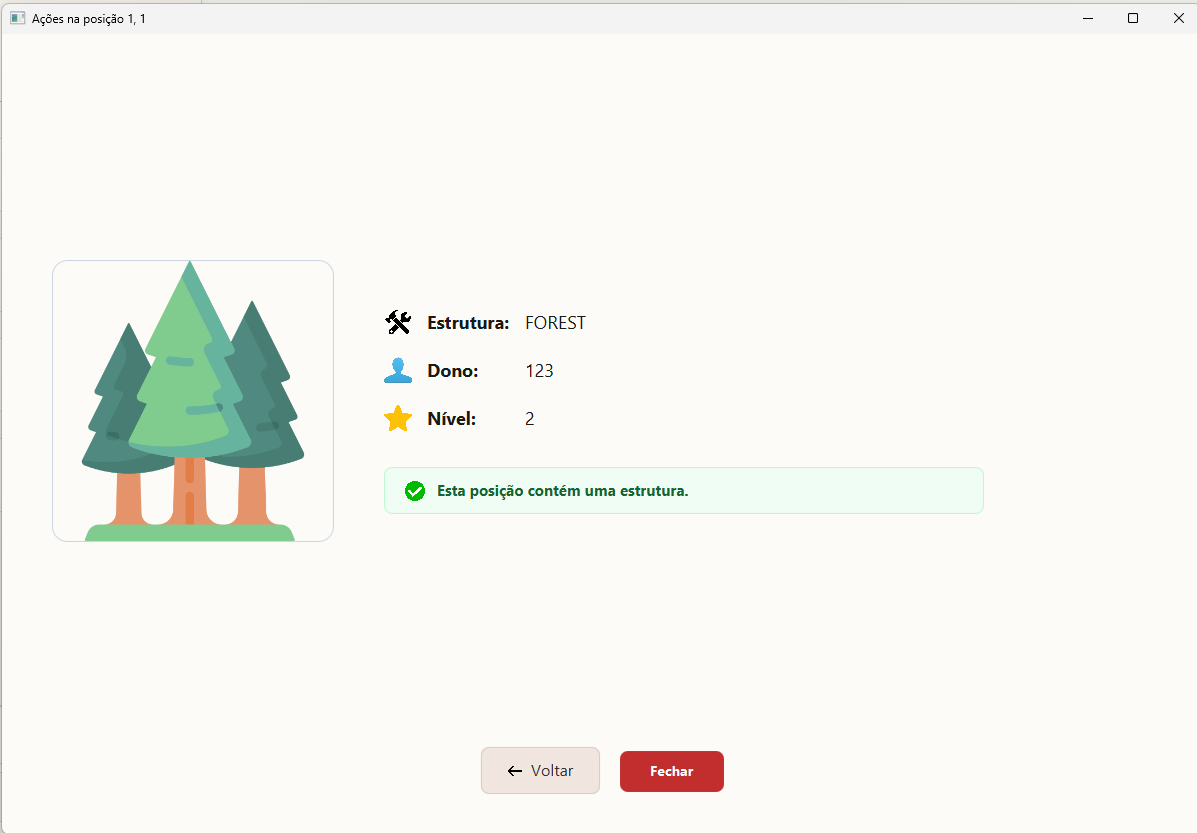 Ações na posição 1, 1
Estrutura: FOREST
Dono: 123
Nível: 2
Esta posição contém uma estrutura.
← Voltar
Fechar